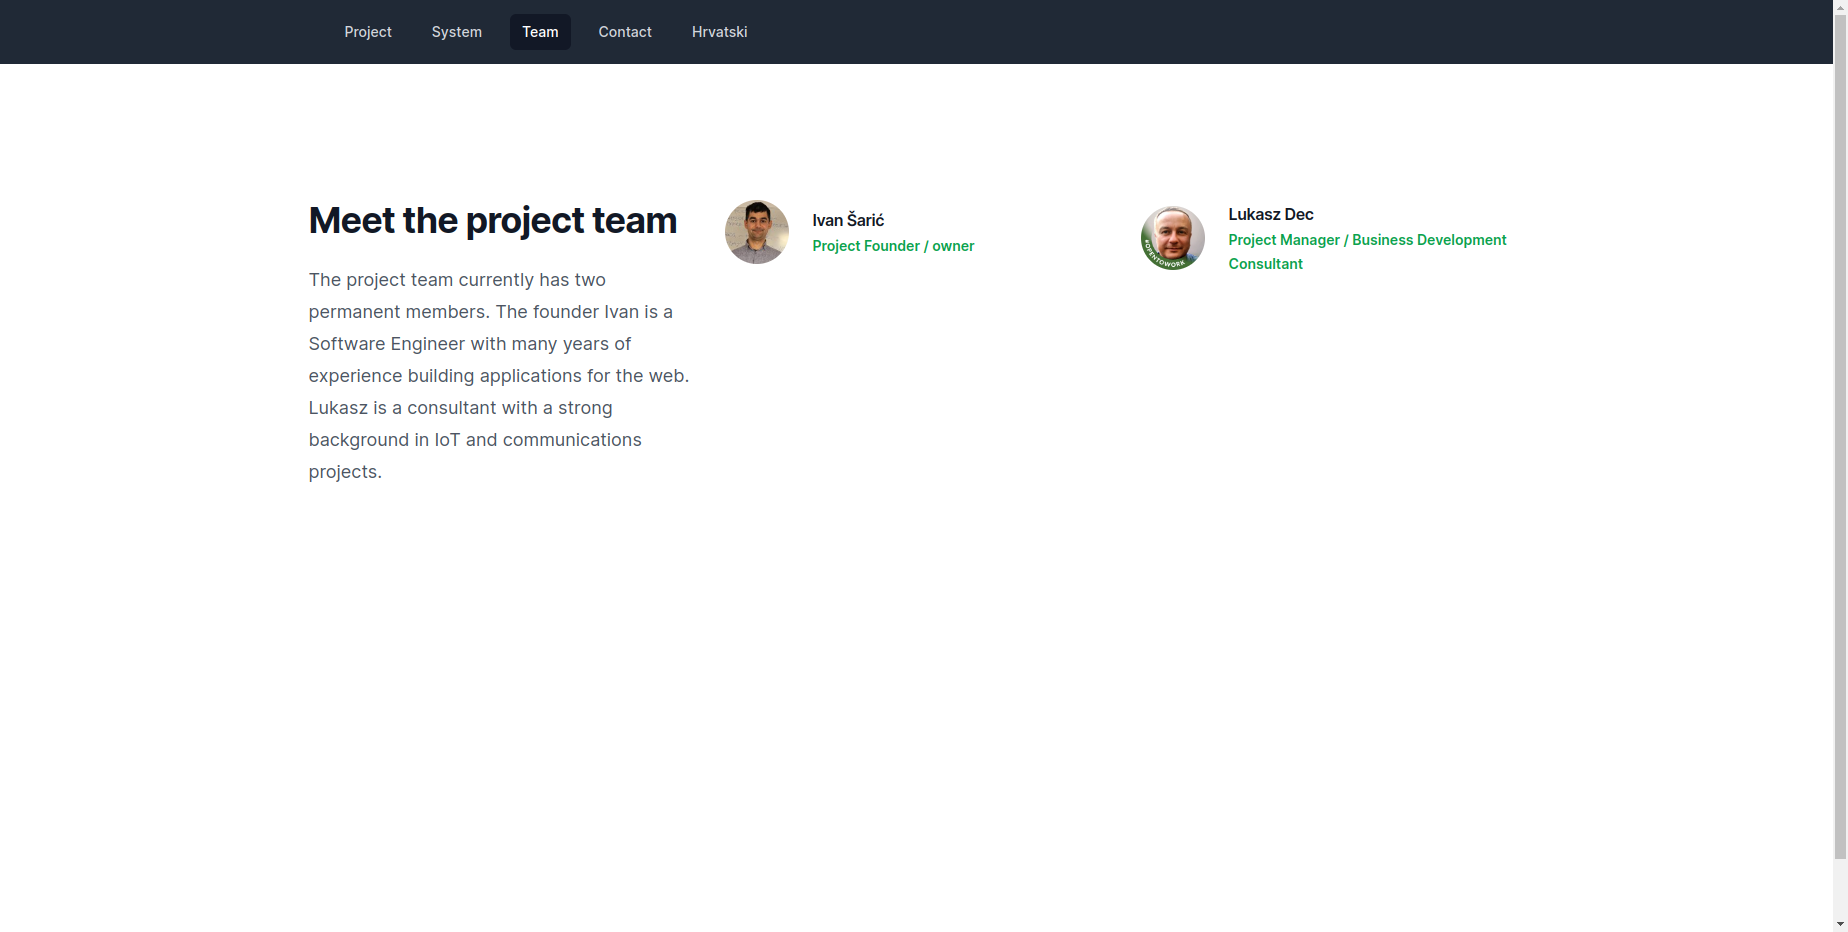 Project System Team Contact Hrvatski
Meet the project team
The project team currently has two
permanent members. The founder Ivan is a
Software Engineer with many years of
experience building applications for the web.
Lukasz is a consultant with a strong
background in IoT and communications
projects.
Ivan Šarić
Project Founder / owner
#OPENTOWORK
Lukasz Dec
Project Manager / Business Development
Consultant